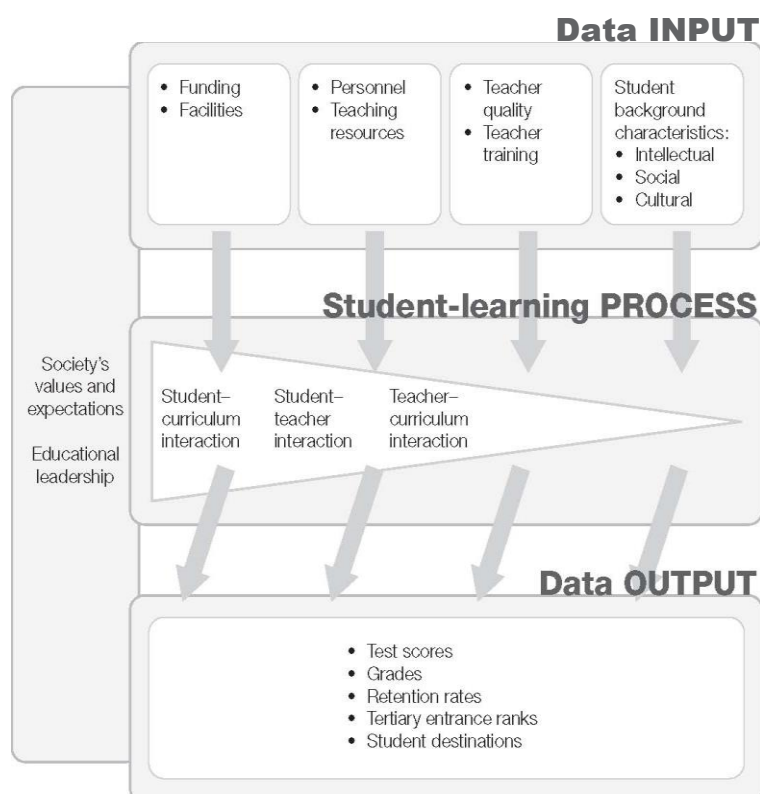 Data INPUT
• Funding
• Facilities
• Personnel
• Teaching
resources
• Teacher
quality
• Teacher
training
Student
background
characteristics:
• Intellectual
• Social
• Cultural
Student-learning PROCESS
Society's
values and
expectations
Educational
leadership
Student–
curriculum
interaction
Student–
teacher
interaction
Teacher–
curriculum
interaction
Data OUTPUT
• Test scores
• Grades
• Retention rates
• Tertiary entrance ranks
• Student destinations